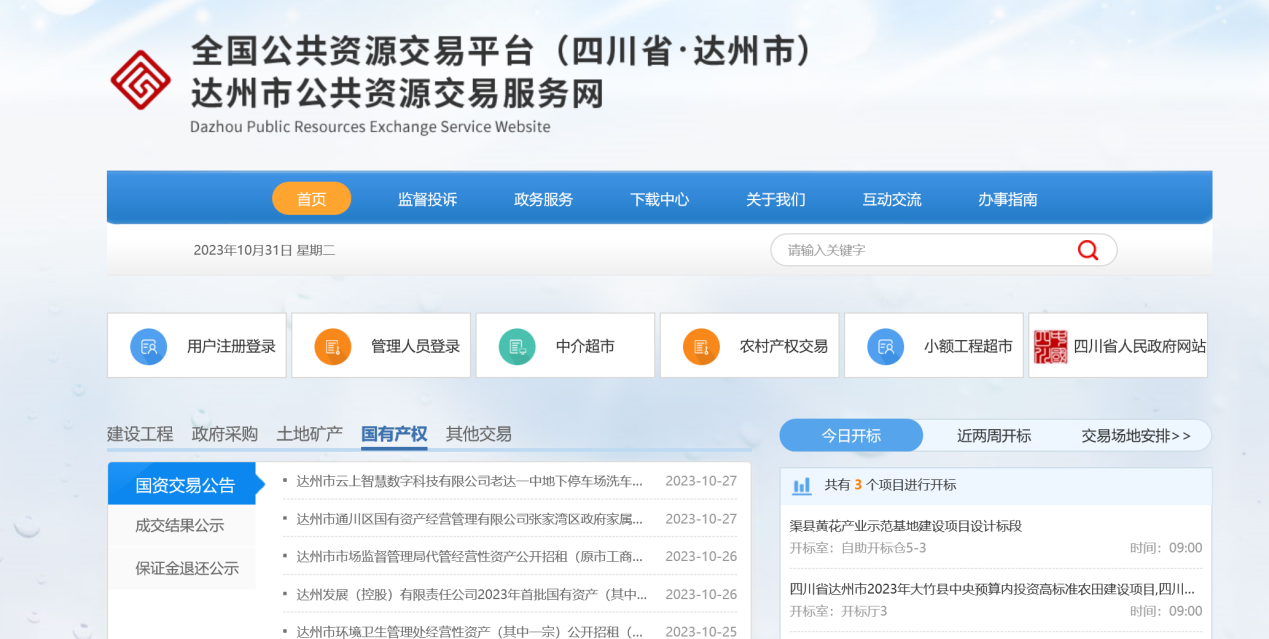 全国公共资源交易平台（四川省·达州市）
达州市公共资源交易服务网
Dazhou Public Resources Exchange Service Website
首页 监督投诉 政务服务 下载中心 关于我们 互动交流 办事指南
2023年10月31日 星期二 请输入关键字
用户注册登录 管理人员登录 中介超市 农村产权交易 小额工程超市 四川省人民政府网站
建设工程 政府采购 土地矿产 国有产权 其他交易
国资交易公告
成交结果公示
保证金退还公示
达州市云上智慧数字科技有限公司老达一中地下停车场洗车... 2023-10-27
达州市通川区国有资产经营管理有限公司张家湾区政府家属... 2023-10-27
达州市市场监督管理局代管经营性资产公开招租（原市工商... 2023-10-26
达州发展（控股）有限责任公司2023年首批国有资产（其中... 2023-10-26
达州市环境卫生管理处经营性资产（其中一宗）公开招租（... 2023-10-25
今日开标 近两周开标 交易场地安排>>
共有 3 个项目进行开标
渠县黄花产业示范基地建设项目设计标段
开标室：自助开标仓5-3 时间：09:00
四川省达州市2023年大竹县中央预算内投资高标准农田建设项目,四川...
开标室：开标厅3 时间：09:00